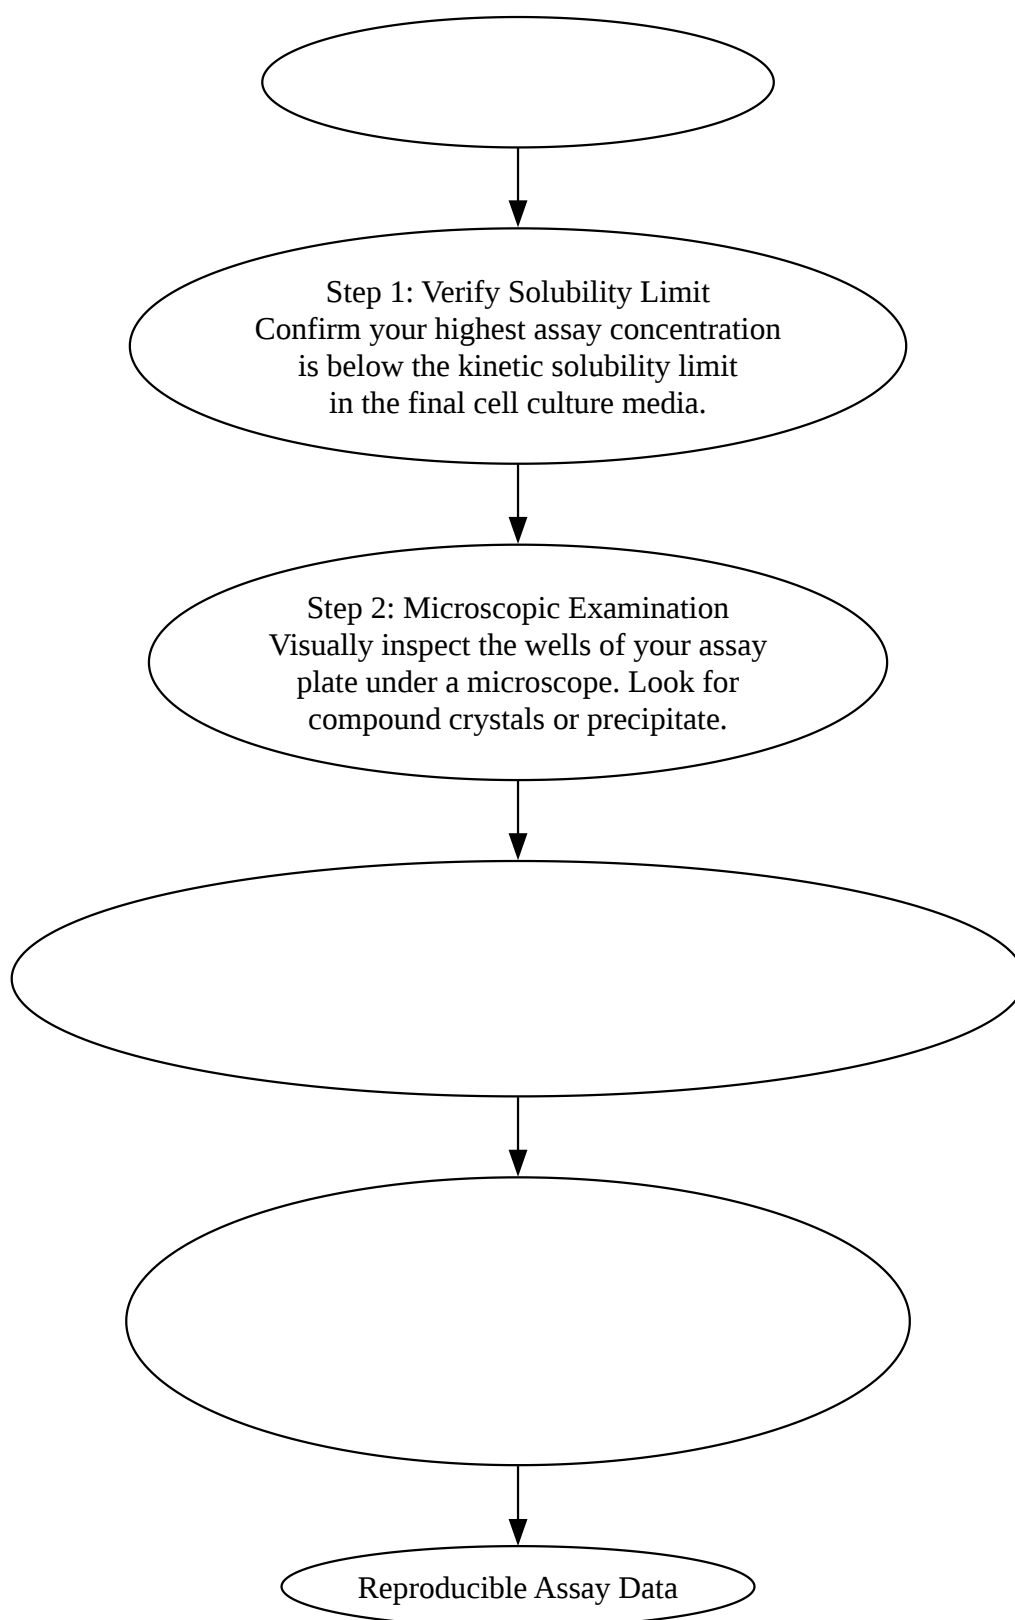 Step 1: Verify Solubility Limit
Confirm your highest assay concentration
is below the kinetic solubility limit
in the final cell culture media.
Step 2: Microscopic Examination
Visually inspect the wells of your assay
plate under a microscope. Look for
compound crystals or precipitate.
Reproducible Assay Data